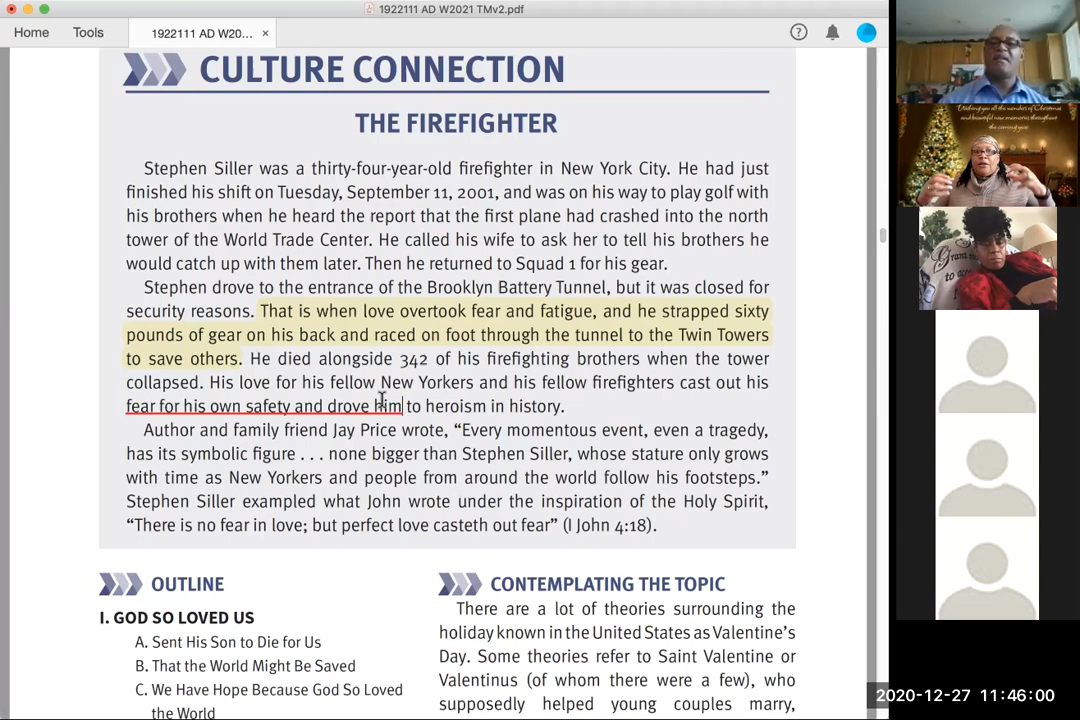 1922111 AD W2021 TMv2.pdf
Home
Tools
1922111 AD W20... ×
CULTURE CONNECTION
THE FIREFIGHTER
Stephen Siller was a thirty-four-year-old firefighter in New York City. He had just
finished his shift on Tuesday, September 11, 2001, and was on his way to play golf with
his brothers when he heard the report that the first plane had crashed into the north
tower of the World Trade Center. He called his wife to ask her to tell his brothers he
would catch up with them later. Then he returned to Squad 1 for his gear.
Stephen drove to the entrance of the Brooklyn Battery Tunnel, but it was closed for
security reasons. That is when love overtook fear and fatigue, and he strapped sixty
pounds of gear on his back and raced on foot through the tunnel to the Twin Towers
to save others. He died alongside 342 of his firefighting brothers when the tower
collapsed. His love for his fellow New Yorkers and his fellow firefighters cast out his
fear for his own safety and drove him to heroism in history.
Author and family friend Jay Price wrote, “Every momentous event, even a tragedy,
has its symbolic figure . . . none bigger than Stephen Siller, whose stature only grows
with time as New Yorkers and people from around the world follow his footsteps.”
Stephen Siller exampled what John wrote under the inspiration of the Holy Spirit,
“There is no fear in love; but perfect love casteth out fear” (I John 4:18).
OUTLINE
I. GOD SO LOVED US
A. Sent His Son to Die for Us
B. That the World Might Be Saved
C. We Have Hope Because God So Loved
the World
CONTEMPLATING THE TOPIC
There are a lot of theories surrounding the
holiday known in the United States as Valentine’s
Day. Some theories refer to Saint Valentine or
Valentinus (of whom there were a few), who
supposedly helped young couples marry,
Wishing you all the wonders of Christmas
and beautiful new memories throughout
the coming year.
2020-12-27 11:46:00